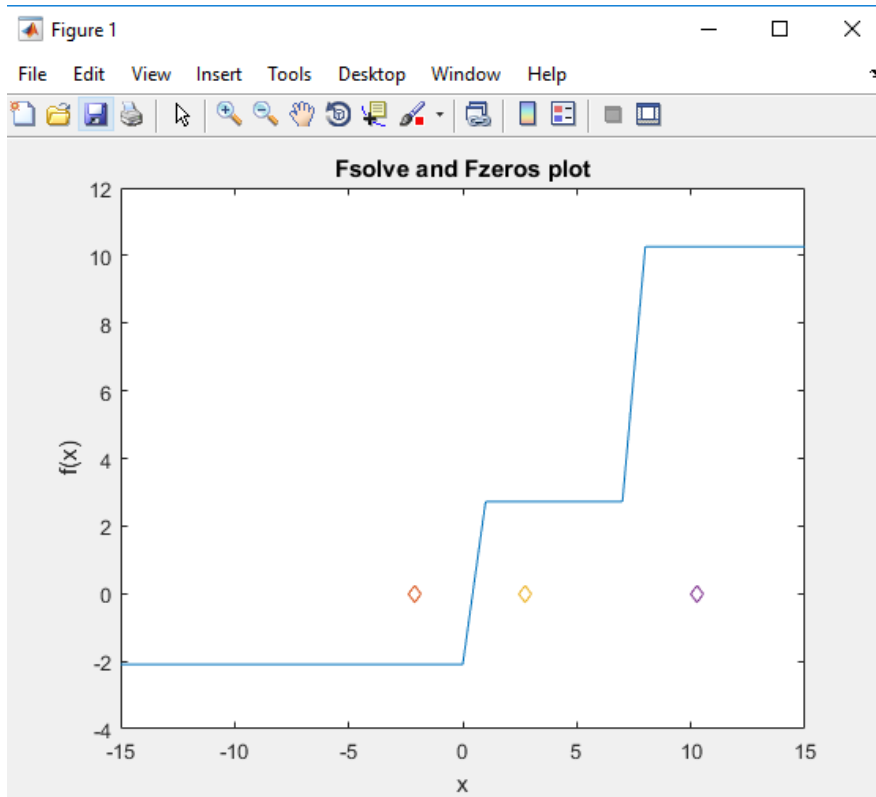 Figure 1
File Edit View Insert Tools Desktop Window Help
Fsolve and Fzeros plot
12
10
8
6
4
2
0
-2
-4
f(x)
-15 -10 -5 0 5 10 15
x